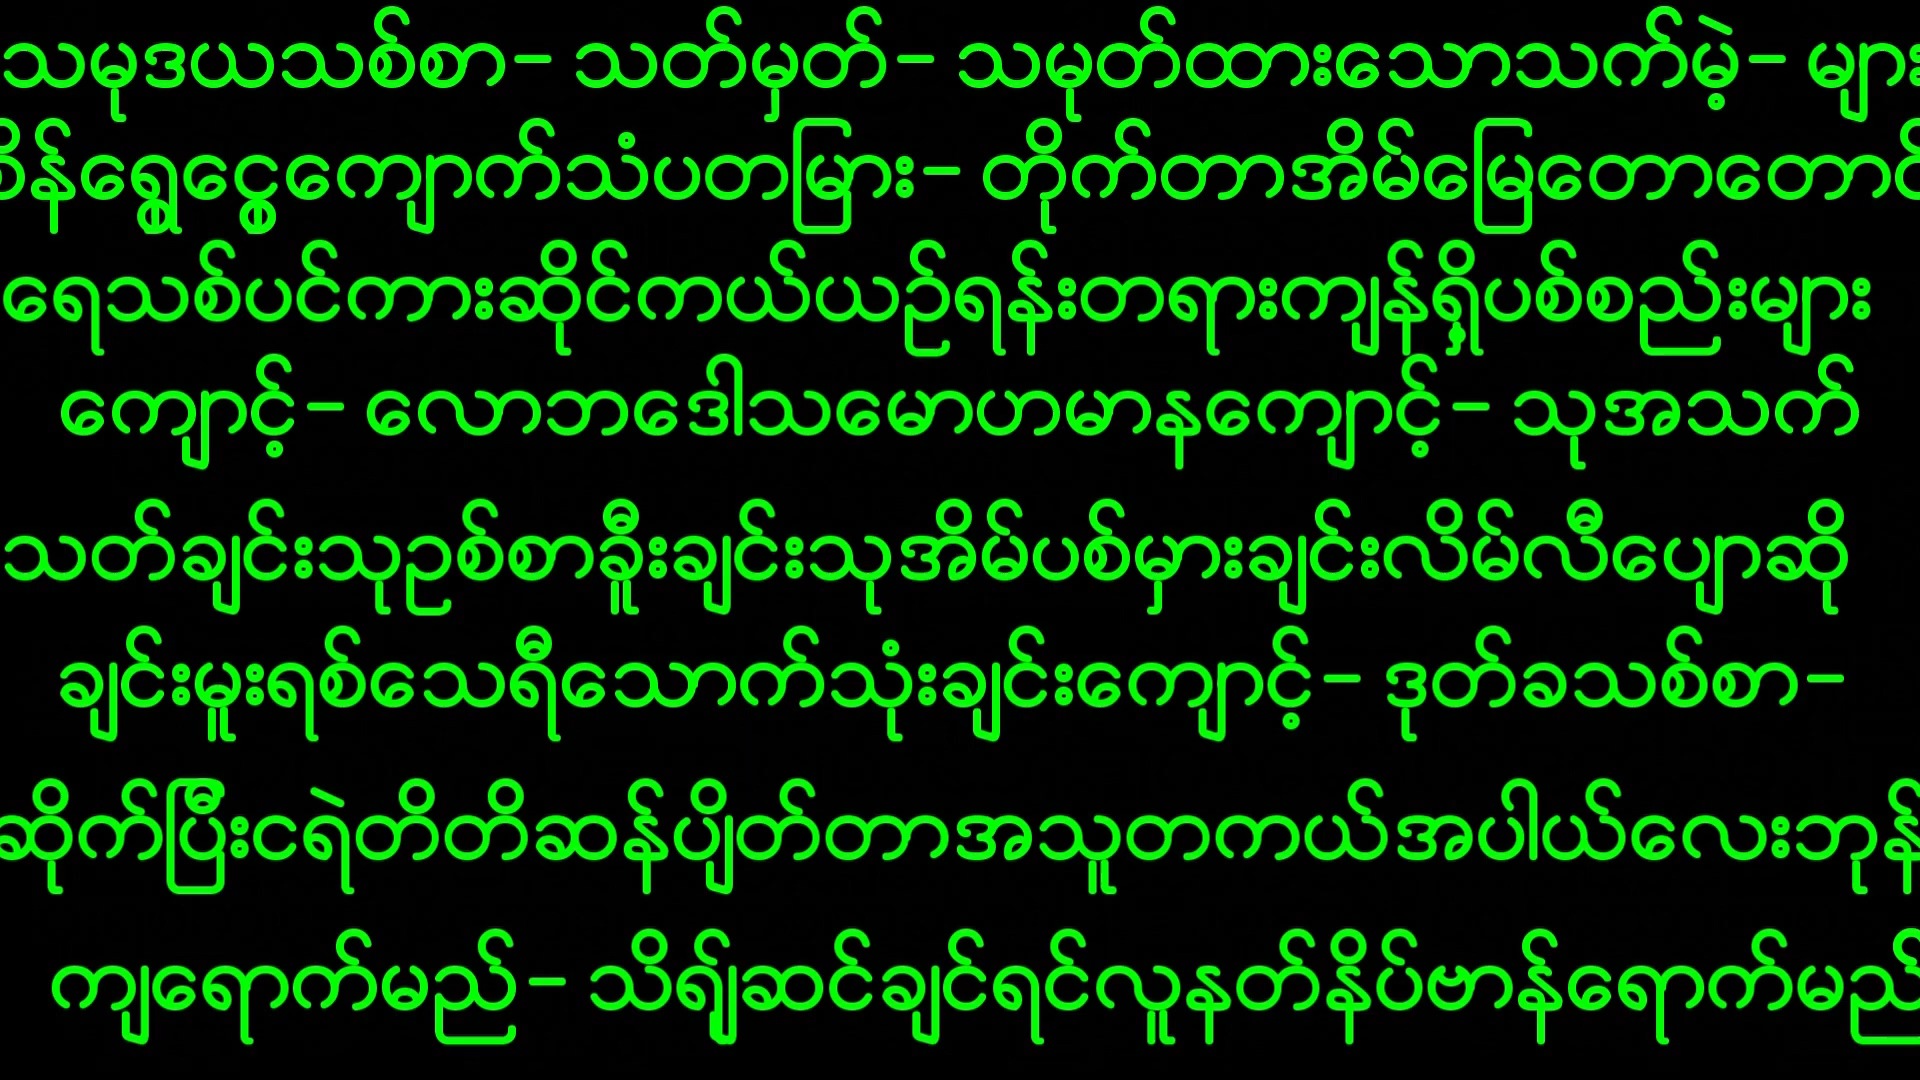 သမုဒယသစ်စာ- သတ်မှတ်- သမုတ်ထားသောသက်မဲ့- များ
စိန်ရွှေငွေကျောက်သံပတမြား- တိုက်တာအိမ်မြေတောတောင်
ရေသစ်ပင်ကားဆိုင်ကယ်ယဉ်ရန်းတရားကျန်ရှိပစ်စည်းများ
ကျောင့်- လောဘဒေါသမောဟမာနကျောင့်- သုအသက်
သတ်ချင်းသုဥစ်စာခိူးချင်းသုအိမ်ပစ်မှားချင်းလိမ်လီပျောဆို
ချင်းမူးရစ်သေရီသောက်သုံးချင်းကျောင့်- ဒုတ်ခသစ်စာ-
ဆိုက်ပြီးငရဲတိတိဆန်ပျိတ်တာအသူတကယ်အပါယ်လေးဘုန်
ကျရောက်မည်- သိရျ်ဆင်ချင်ရင်လူနတ်နိပ်ဗာန်ရောက်မည်